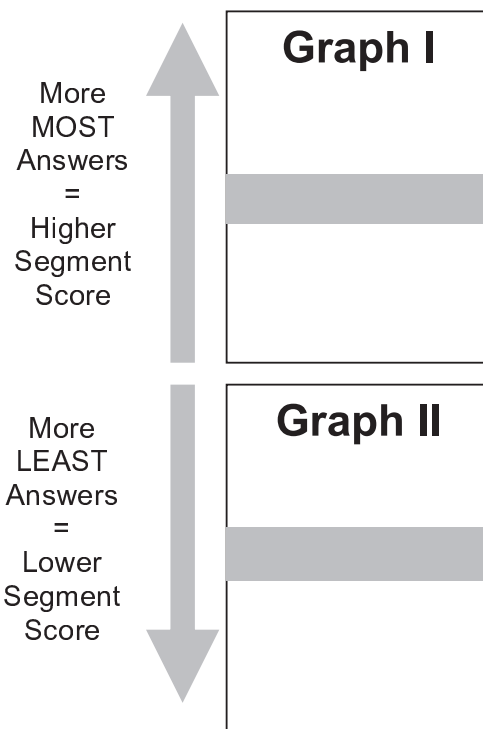 Graph I
More
MOST
Answers
=
Higher
Segment
Score
Graph II
More
LEAST
Answers
=
Lower
Segment
Score